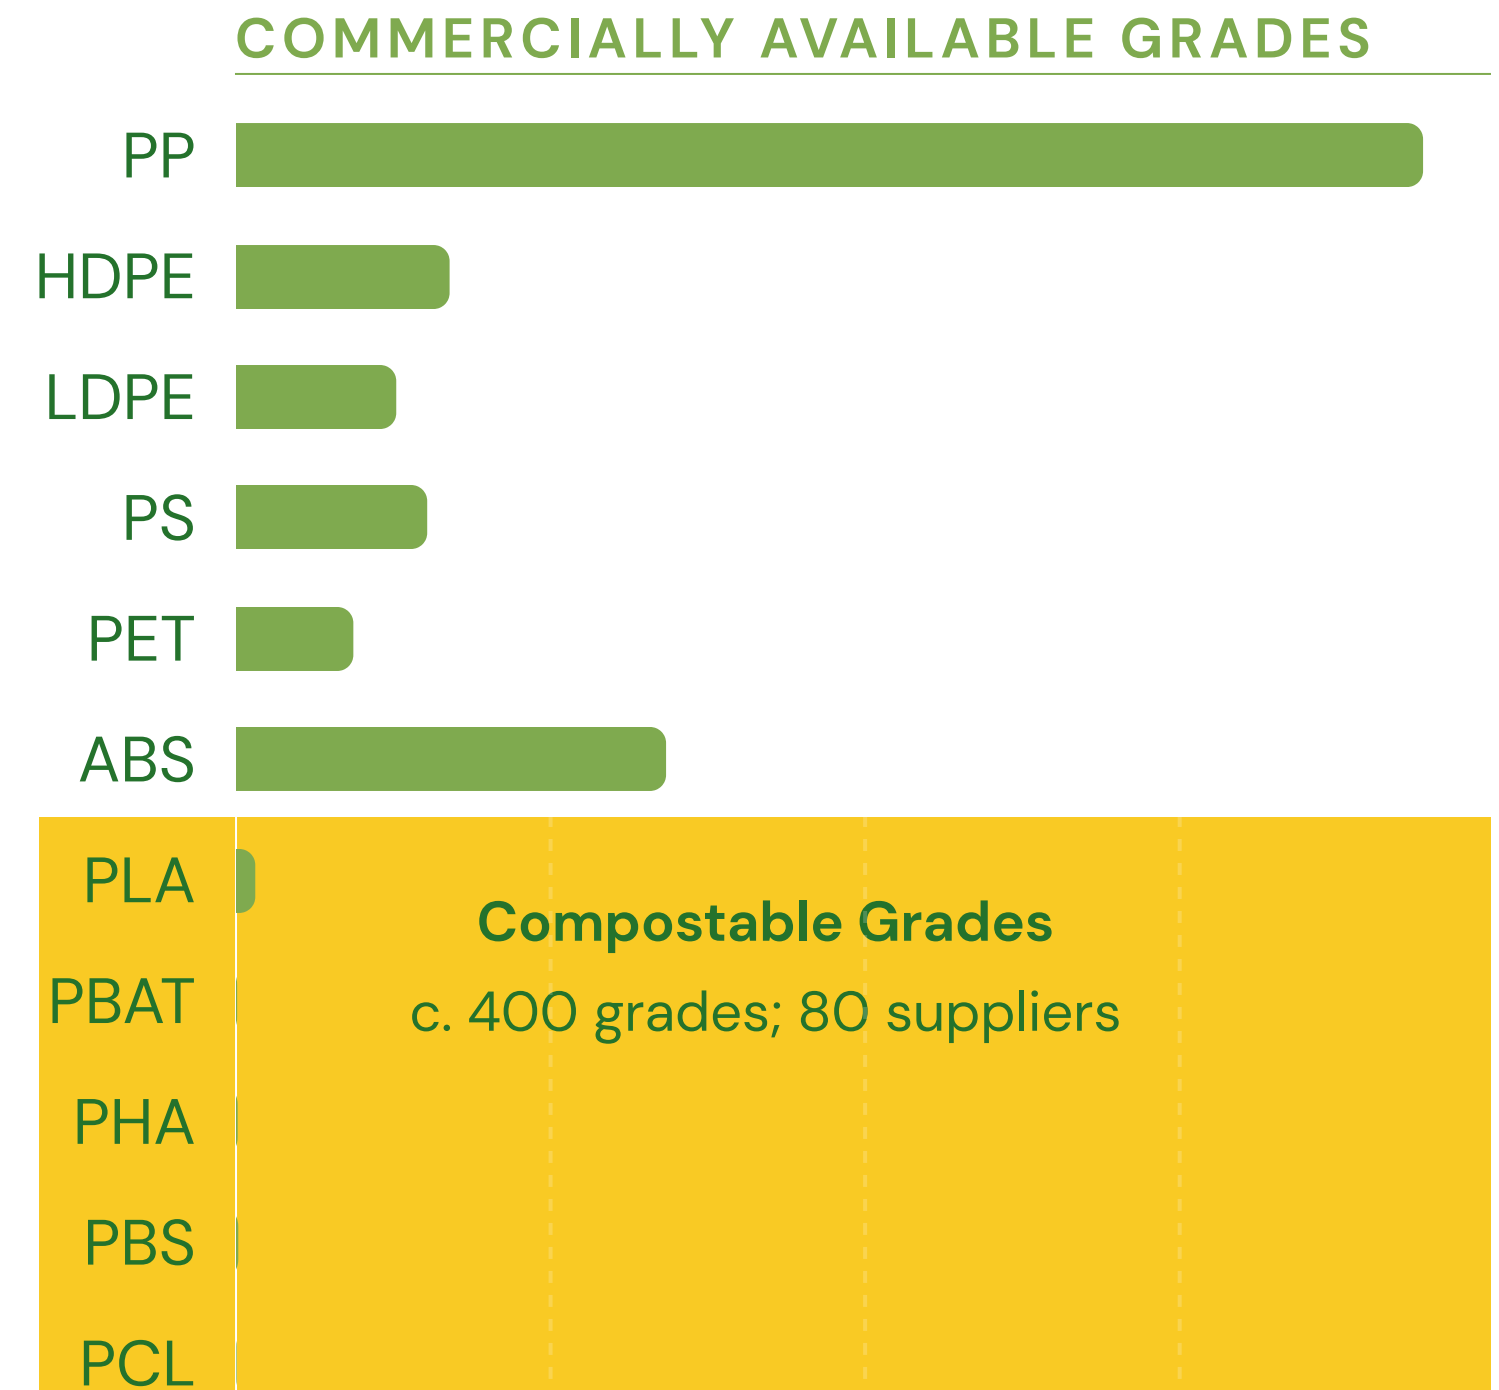 COMMERCIALLY AVAILABLE GRADES
PP
HDPE
LDPE
PS
PET
ABS
PLA
Compostable Grades
PBAT
c. 400 grades; 80 suppliers
PHA
PBS
PCL